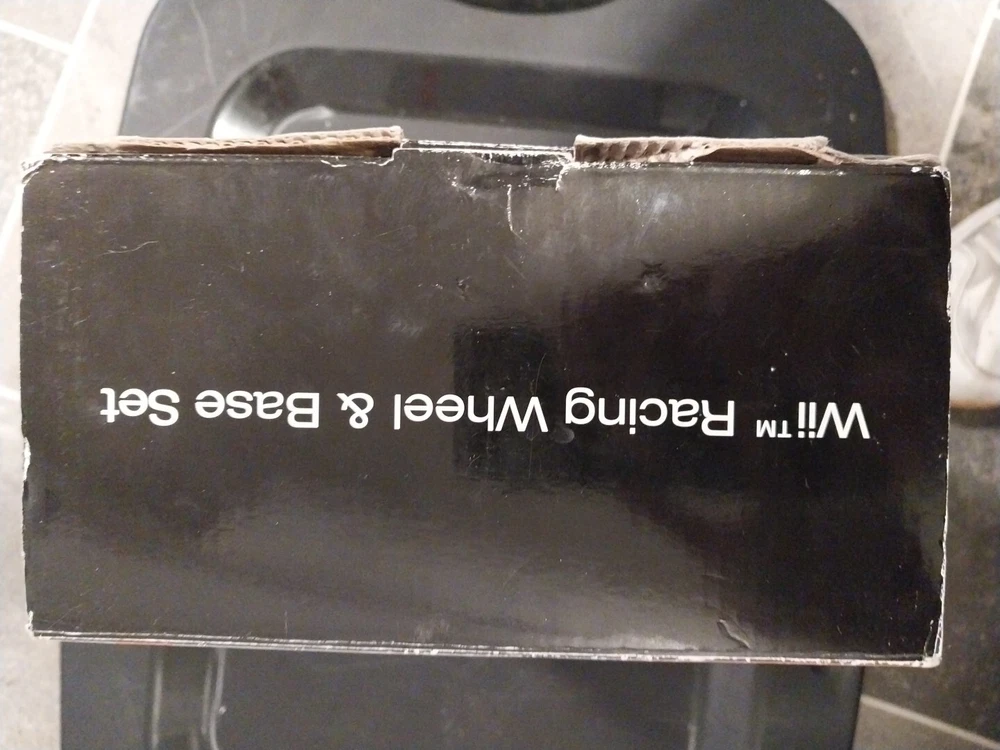 Wii™ Racing Wheel & Base Set